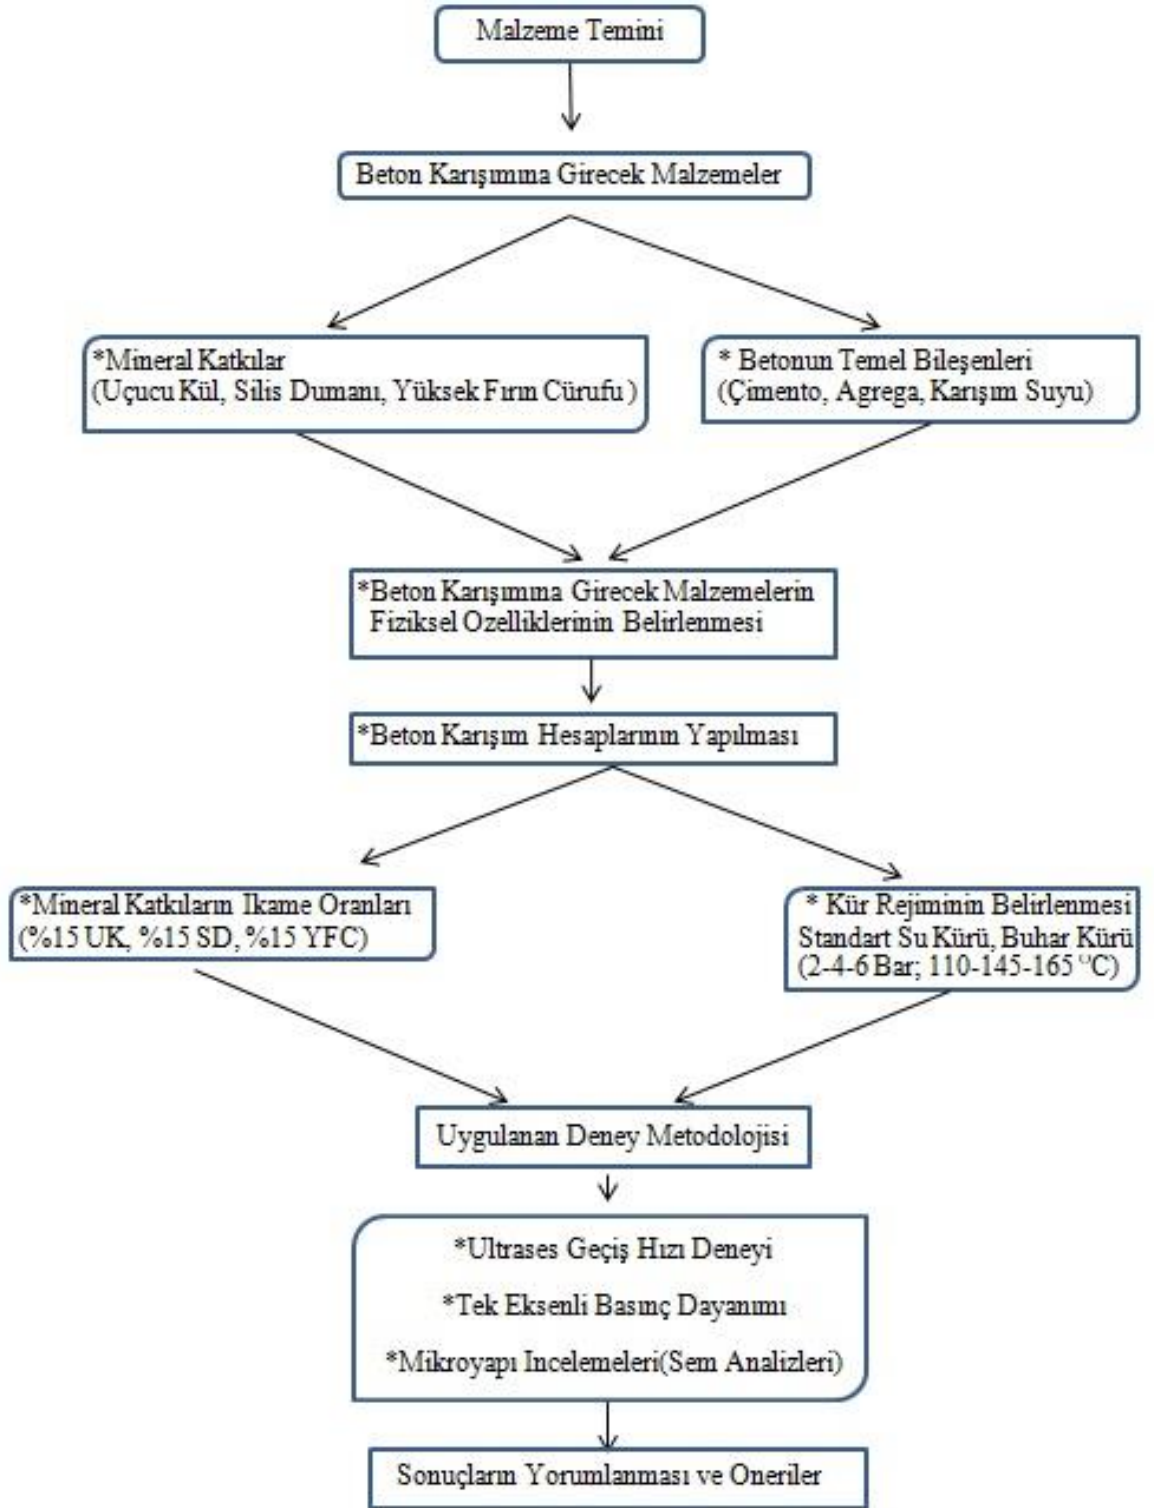 Malzeme Temini
Beton Karışımına Girecek Malzemeler
*Mineral Katkılar
(Uçucu Kül, Silis Dumanı, Yüksek Fırın Cürufu )
* Betonun Temel Bileşenleri
(Çimento, Agrega, Karışım Suyu)
*Beton Karışımına Girecek Malzemelerin
Fiziksel Ozelliklerinin Belirlenmesi
*Beton Karışım Hesaplarının Yapılması
*Mineral Katkıların Ikame Oranları
(%15 UK, %15 SD, %15 YFC)
* Kür Rejiminin Belirlenmesi
Standart Su Kürü, Buhar Kürü
(2-4-6 Bar; 110-145-165 °C)
Uygulanan Deney Metodolojisi
*Ultrases Geçiş Hızı Deneyi
*Tek Eksenli Basınç Dayanımı
*Mikroyapı Incelemeleri(Sem Analizleri)
Sonuçların Yorumlanması ve Oneriler